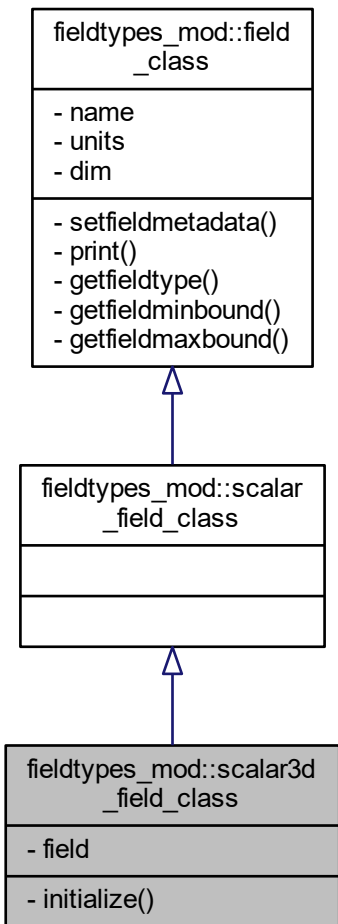 fieldtypes_mod::field
_class
- name
- units
- dim
- setfieldmetadata()
- print()
- getfieldtype()
- getfieldminbound()
- getfieldmaxbound()
fieldtypes_mod::scalar
_field_class
fieldtypes_mod::scalar3d
_field_class
- field
- initialize()